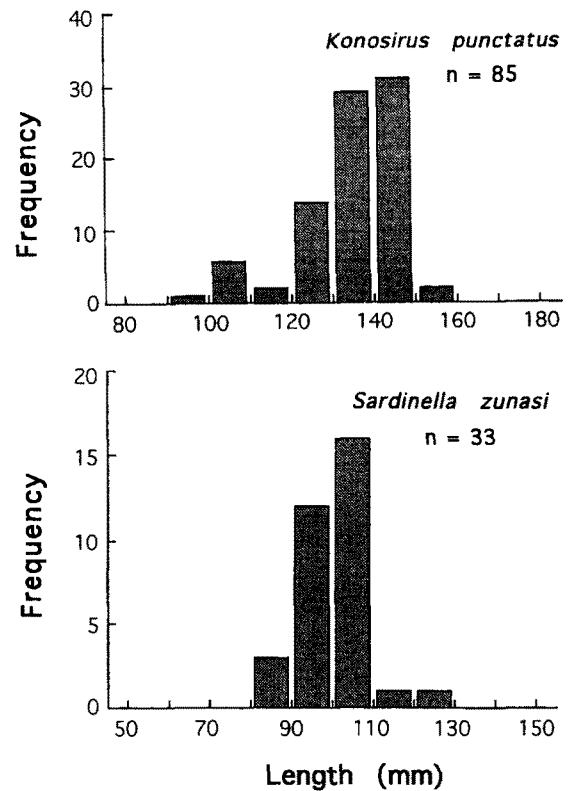 Konosirus punctatus
n = 85
Frequency
40
30
20
10
0
80 100 120 140 160 180
Sardinella zunasi
n = 33
Frequency
20
15
10
5
0
50 70 90 110 130 150
Length (mm)